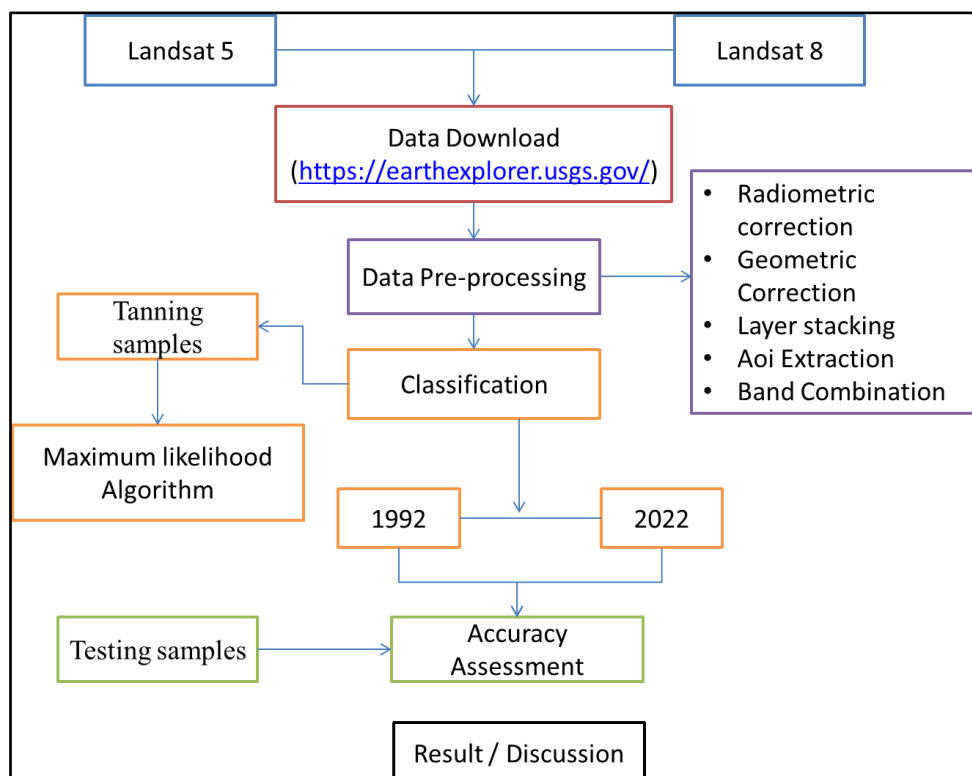 Landsat 5
Landsat 8
Data Download
(https://earthexplorer.usgs.gov/)
• Radiometric
correction
• Geometric
Correction
• Layer stacking
• Aoi Extraction
• Band Combination
Data Pre-processing
Tanning
samples
Classification
Maximum likelihood
Algorithm
1992
2022
Testing samples
Accuracy
Assessment
Result / Discussion